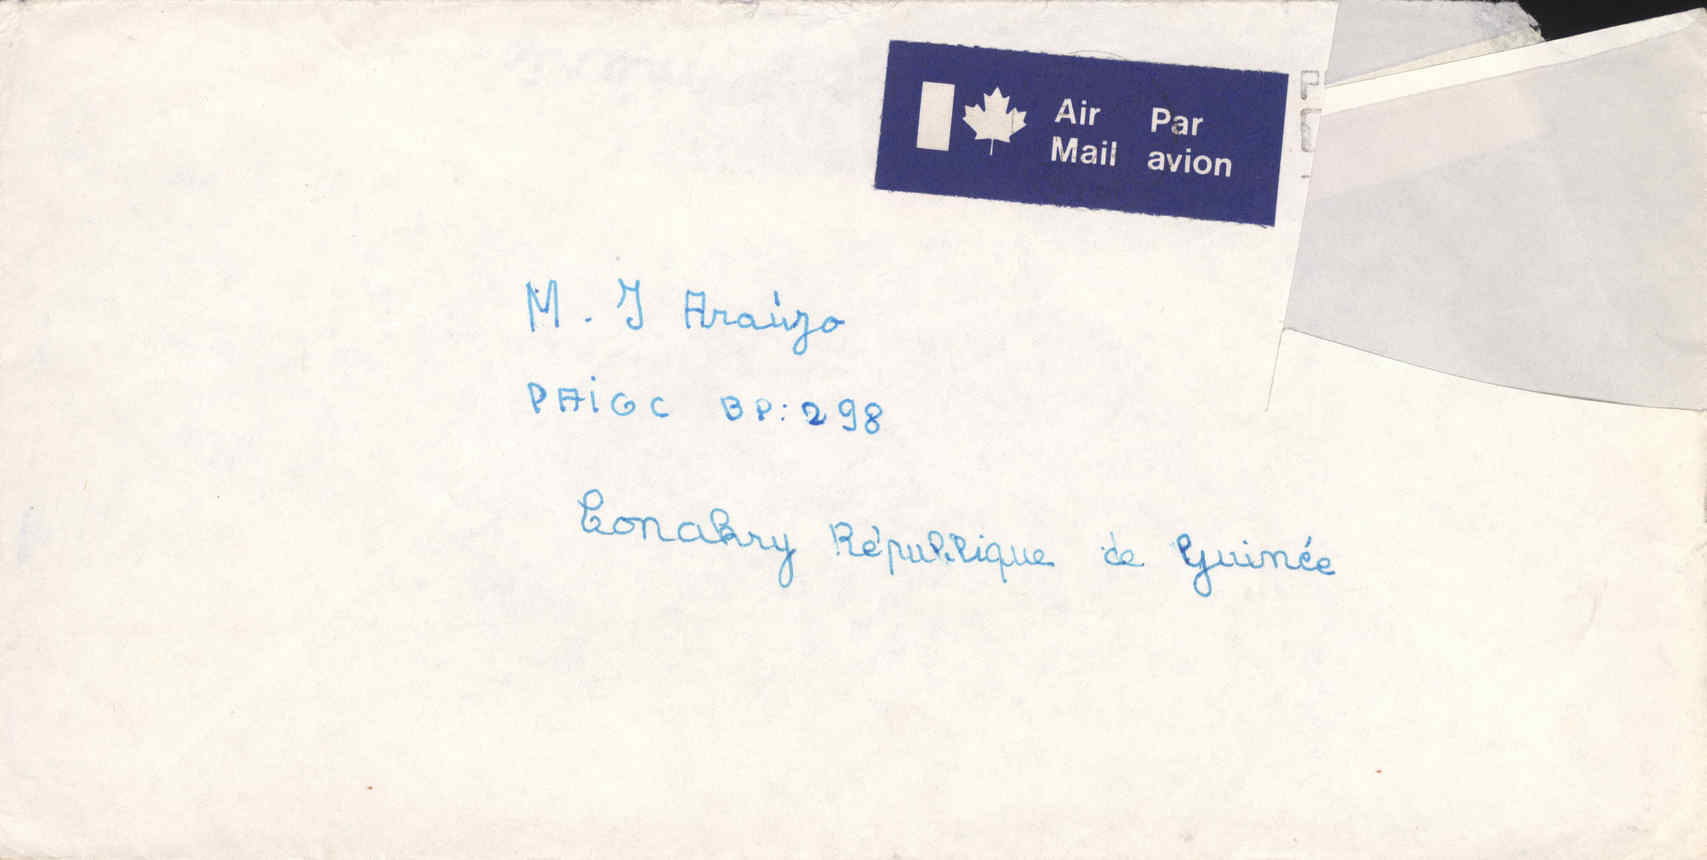 Air Par
Mail avion
M. J Araújo
PAIGC BP: 298
Conakry République de Guinée